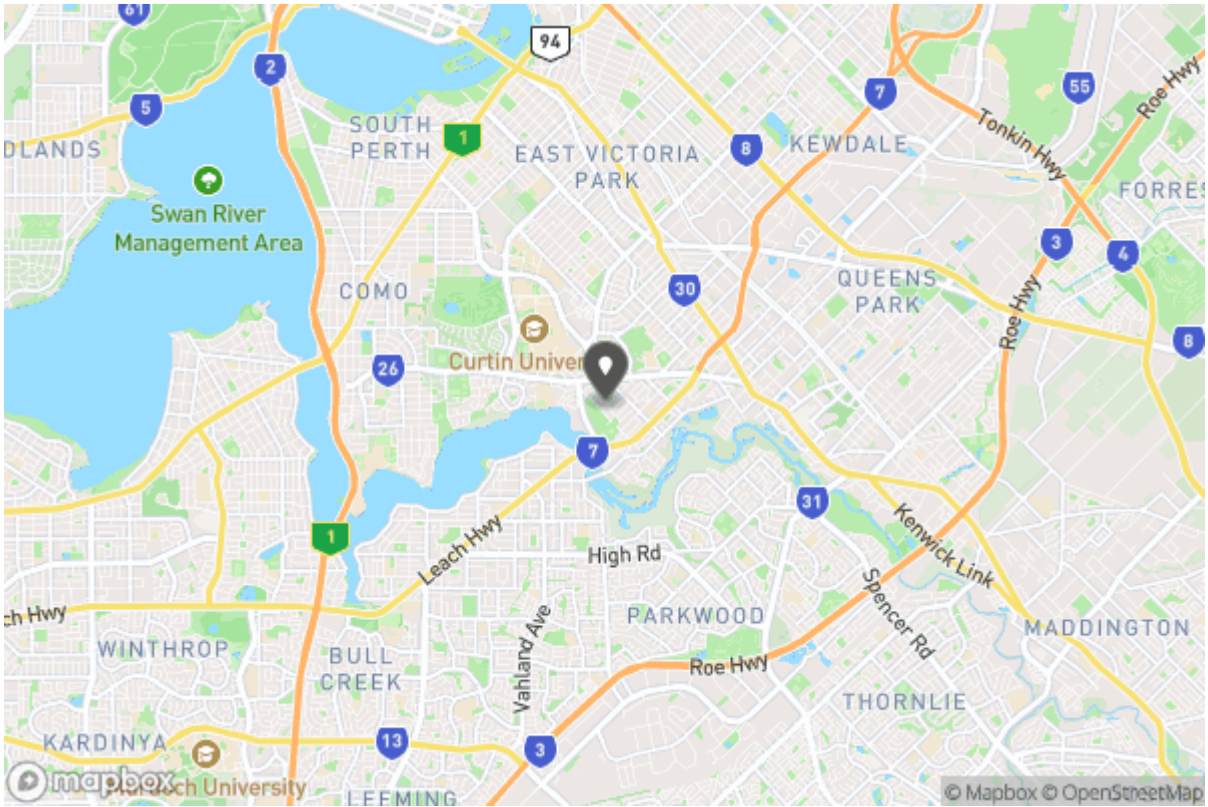 61
94
2
5
7
55
Roe Hwy
SOUTH
PERTH
1
8
KEWDALE
Tonkin Hwy
DLANDS
EAST VICTORIA
PARK
FORRES
Swan River
Management Area
3
4
COMO
30
QUEENS
PARK
Roe Hwy
8
Curtin Univer
26
7
31
1
Leach Hwy
High Rd
Kenwick Link
Spencer Rd
ch Hwy
Vahland Ave
PARKWOOD
MADDINGTON
WINTHROP
BULL
CREEK
Roe Hwy
THORNLIE
KARDINYA
13
3
mapbox
Murdoch University
LEEMING
© Mapbox © OpenStreetMap